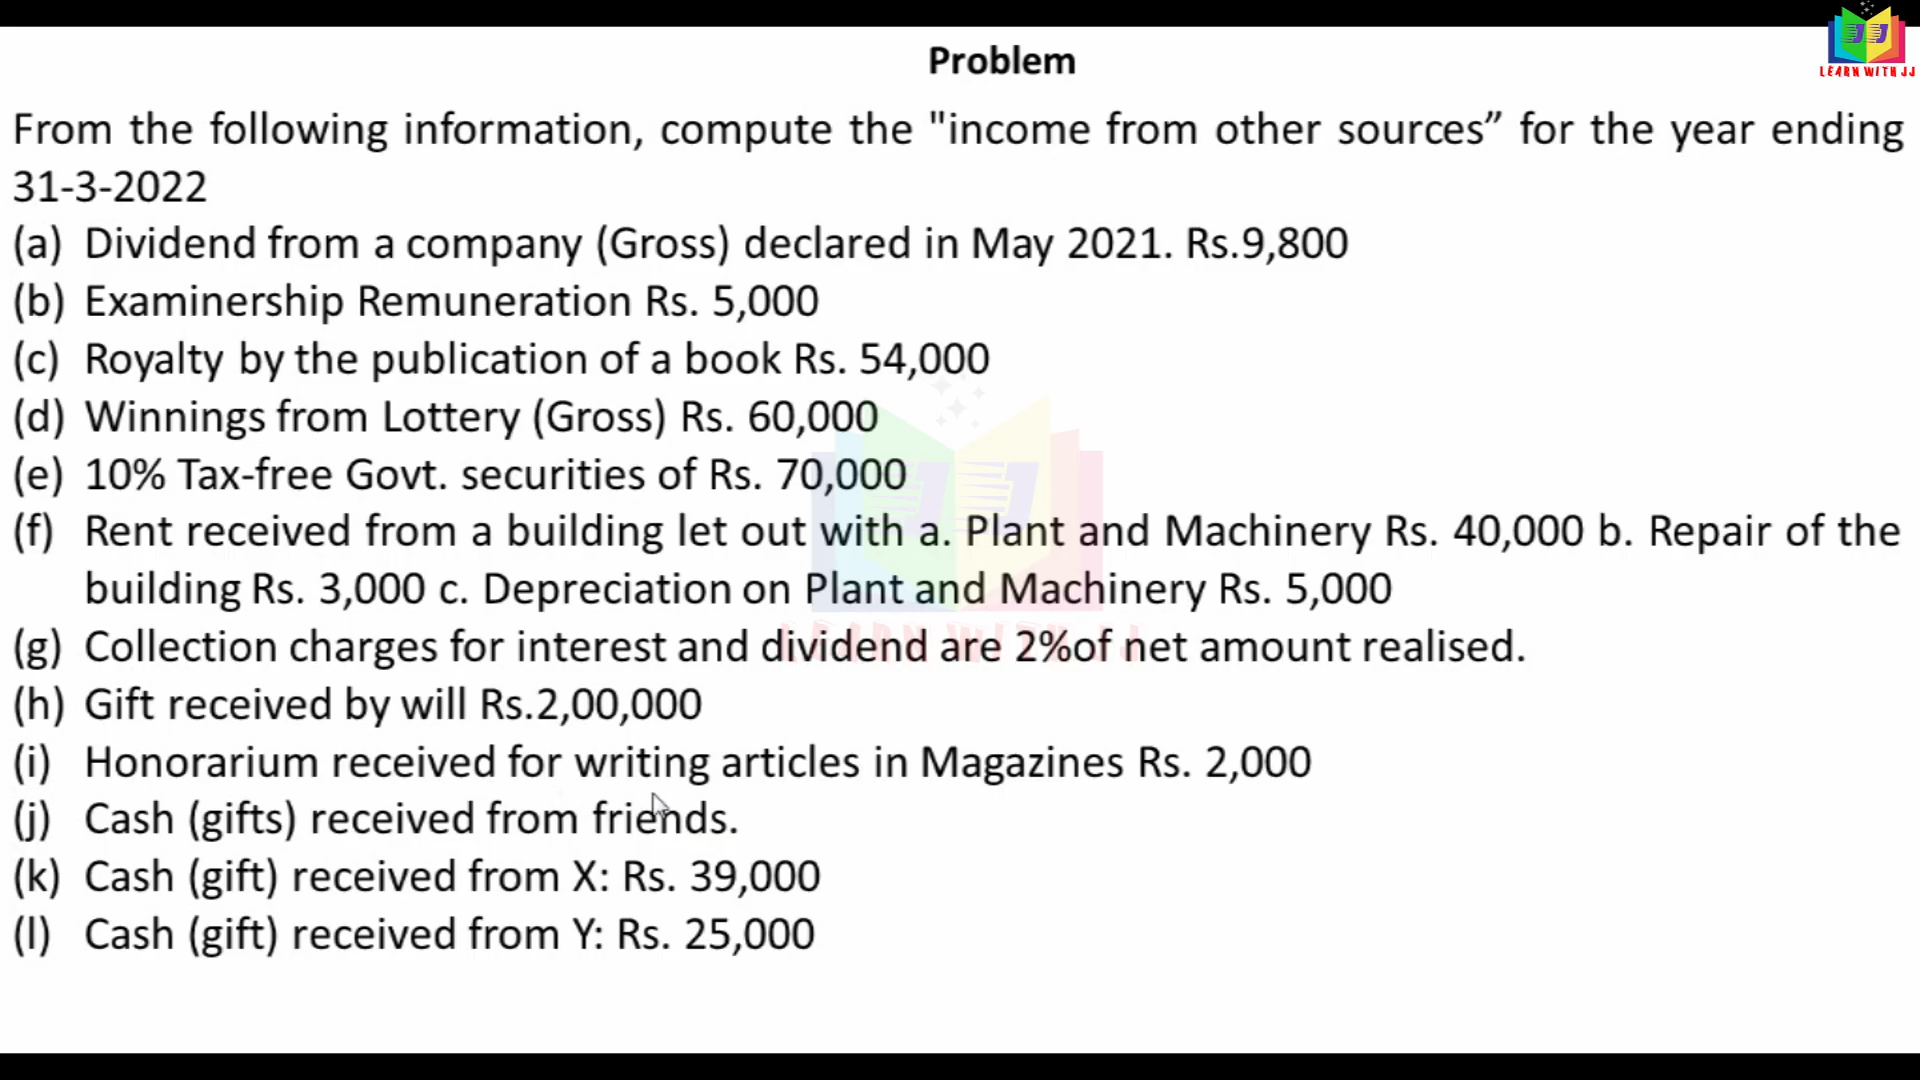 LEARN WITH JJ
Problem
From the following information, compute the "income from other sources” for the year ending
31-3-2022
(a) Dividend from a company (Gross) declared in May 2021. Rs.9,800
(b) Examinership Remuneration Rs. 5,000
(c) Royalty by the publication of a book Rs. 54,000
(d) Winnings from Lottery (Gross) Rs. 60,000
(e) 10% Tax-free Govt. securities of Rs. 70,000
(f) Rent received from a building let out with a. Plant and Machinery Rs. 40,000 b. Repair of the
building Rs. 3,000 c. Depreciation on Plant and Machinery Rs. 5,000
(g) Collection charges for interest and dividend are 2%of net amount realised.
LEARN WITH JJ
(h) Gift received by will Rs.2,00,000
(i) Honorarium received for writing articles in Magazines Rs. 2,000
(j) Cash (gifts) received from friends.
(k) Cash (gift) received from X: Rs. 39,000
(l) Cash (gift) received from Y: Rs. 25,000